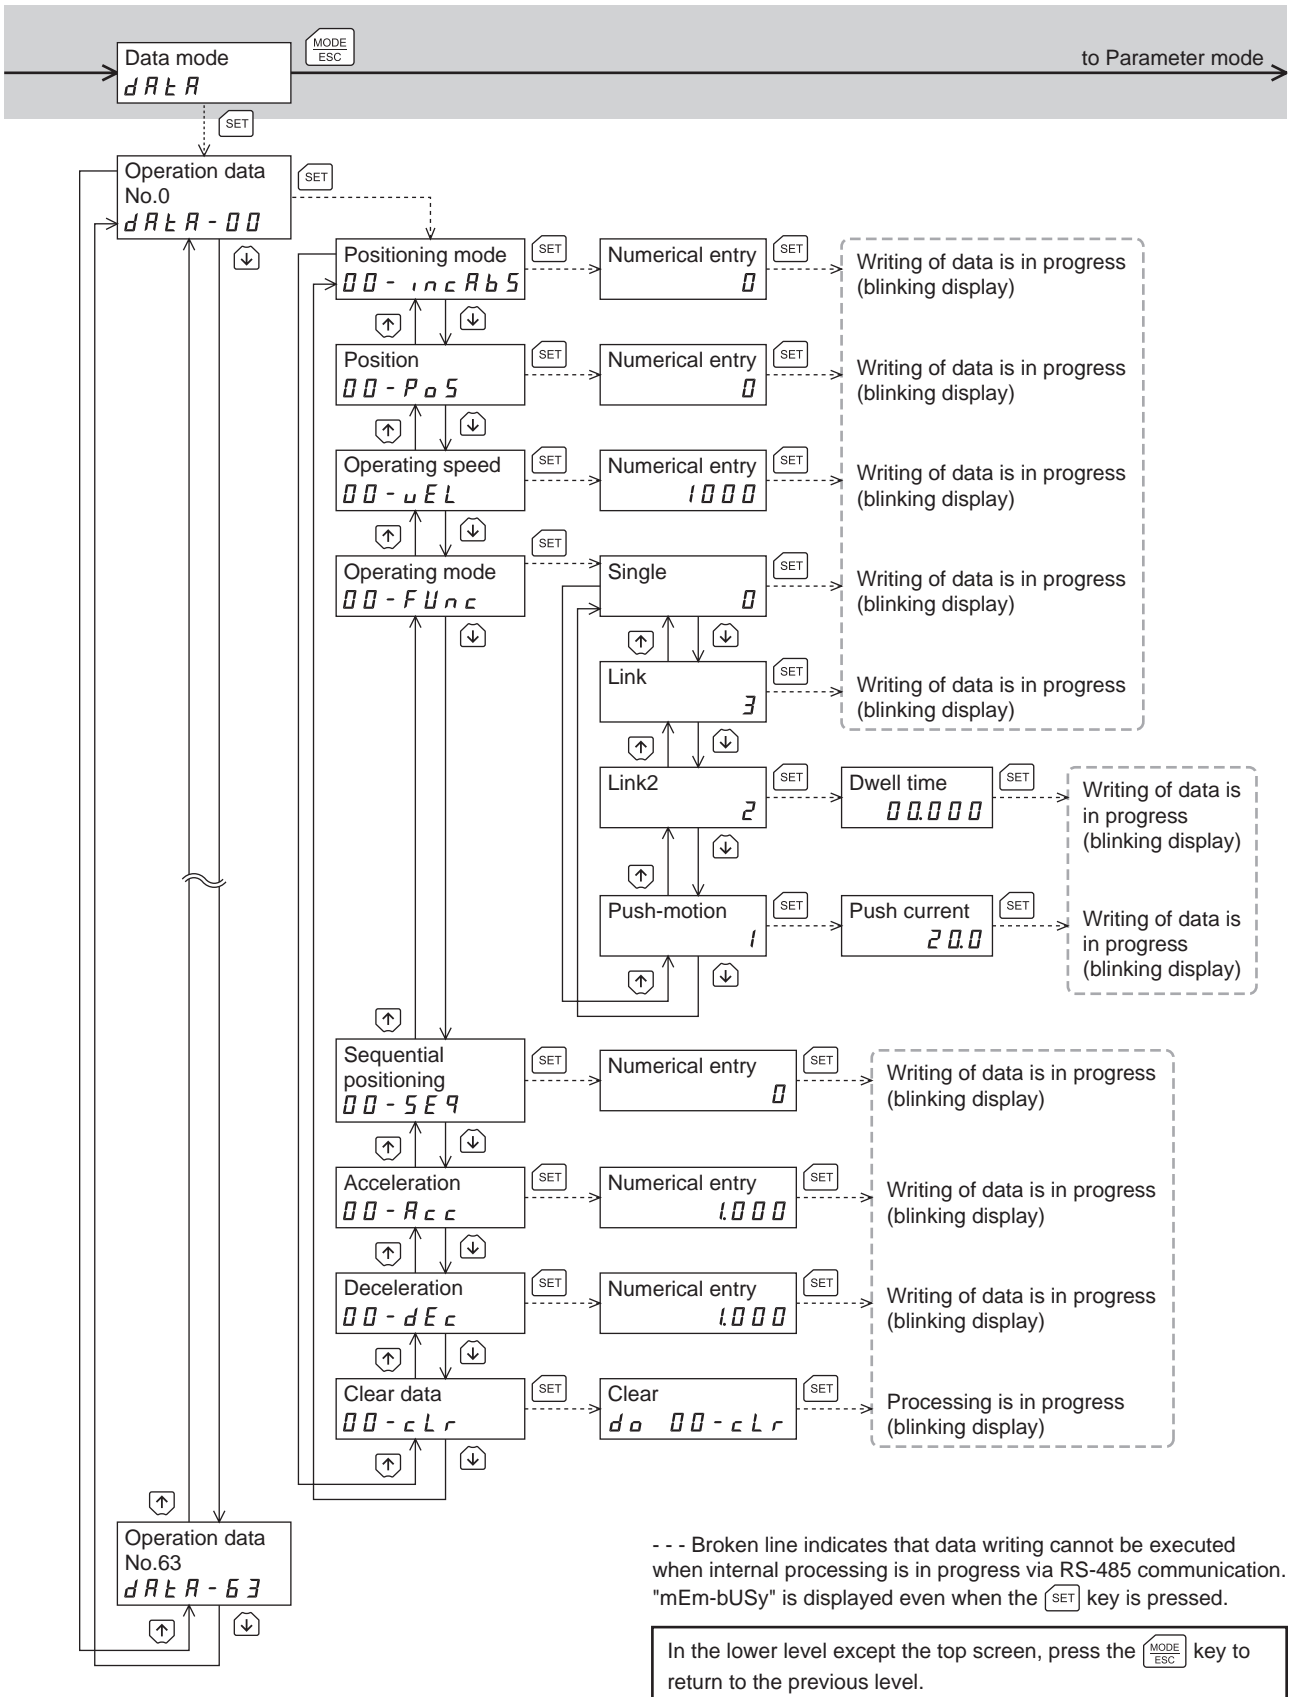 MODE
ESC
Data mode
dAtA
to Parameter mode
SET
Operation data
No.0
dAtA-00
SET
Positioning mode
00-incAbS
SET
Numerical entry
0
SET
Writing of data is in progress
(blinking display)
Position
00-PoS
SET
Numerical entry
0
SET
Writing of data is in progress
(blinking display)
Operating speed
00-vEL
SET
Numerical entry
1000
SET
Writing of data is in progress
(blinking display)
Operating mode
00-FUnc
SET
Single
0
SET
Writing of data is in progress
(blinking display)
Link
3
SET
Writing of data is in progress
(blinking display)
Link2
2
SET
Dwell time
00.000
SET
Writing of data is
in progress
(blinking display)
Push-motion
1
SET
Push current
20.0
SET
Writing of data is
in progress
(blinking display)
Sequential
positioning
00-SEq
SET
Numerical entry
0
SET
Writing of data is in progress
(blinking display)
Acceleration
00-Acc
SET
Numerical entry
1.000
SET
Writing of data is in progress
(blinking display)
Deceleration
00-dEc
SET
Numerical entry
1.000
SET
Writing of data is in progress
(blinking display)
Clear data
00-cLr
SET
Clear
do 00-cLr
SET
Processing is in progress
(blinking display)
Operation data
No.63
dAtA-63
- - - Broken line indicates that data writing cannot be executed
when internal processing is in progress via RS-485 communication.
"mEm-bUSy" is displayed even when the SET key is pressed.
In the lower level except the top screen, press the MODE ESC key to
return to the previous level.